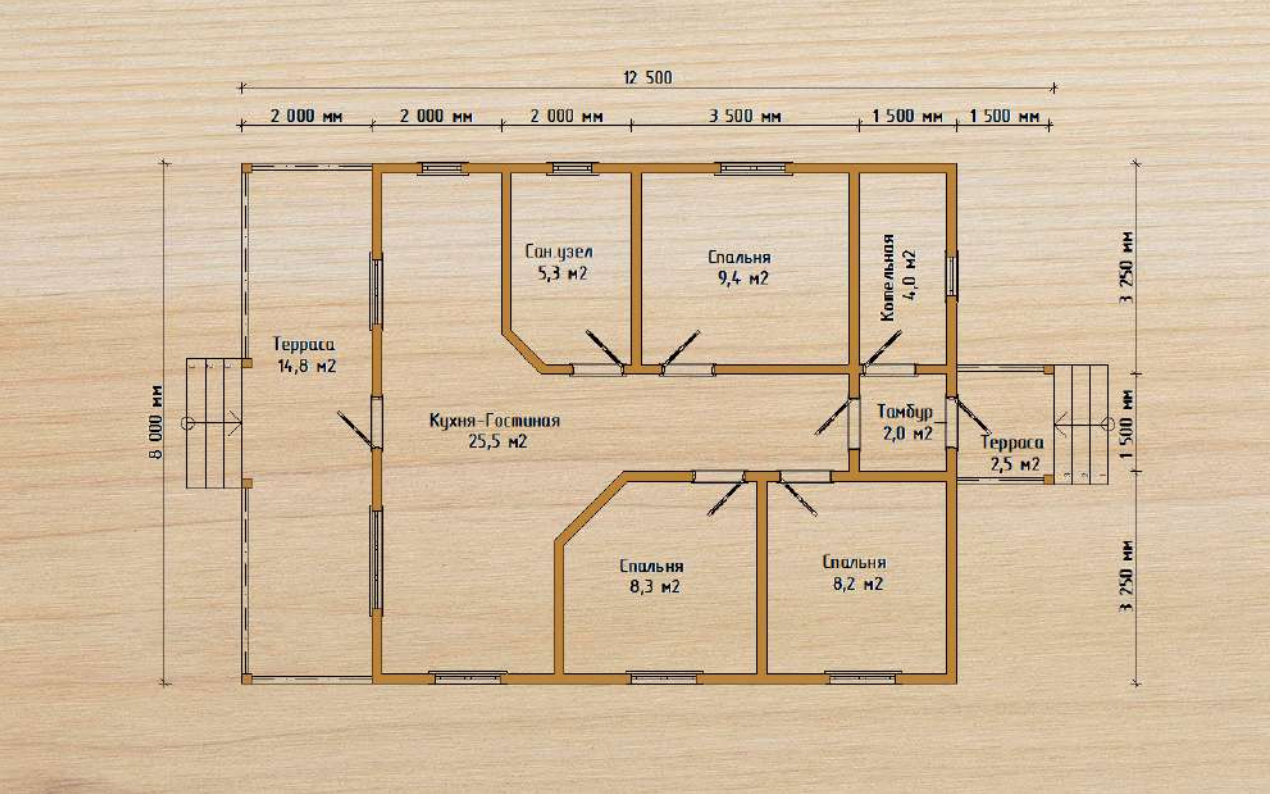 12 500
2 000 мм
2 000 мм
2 000 мм
3 500 мм
1 500 мм
1 500 мм
Сан.узел
5,3 м2
Спальня
9,4 м2
Котельная
4,0 м2
3 250 мм
Терраса
14,8 м2
8 000 мм
Кухня-Гостиная
25,5 м2
Тамбур
2,0 м2
Терраса
2,5 м2
1 500 мм
3
2
1
Спальня
8,3 м2
Спальня
8,2 м2
3 250 мм